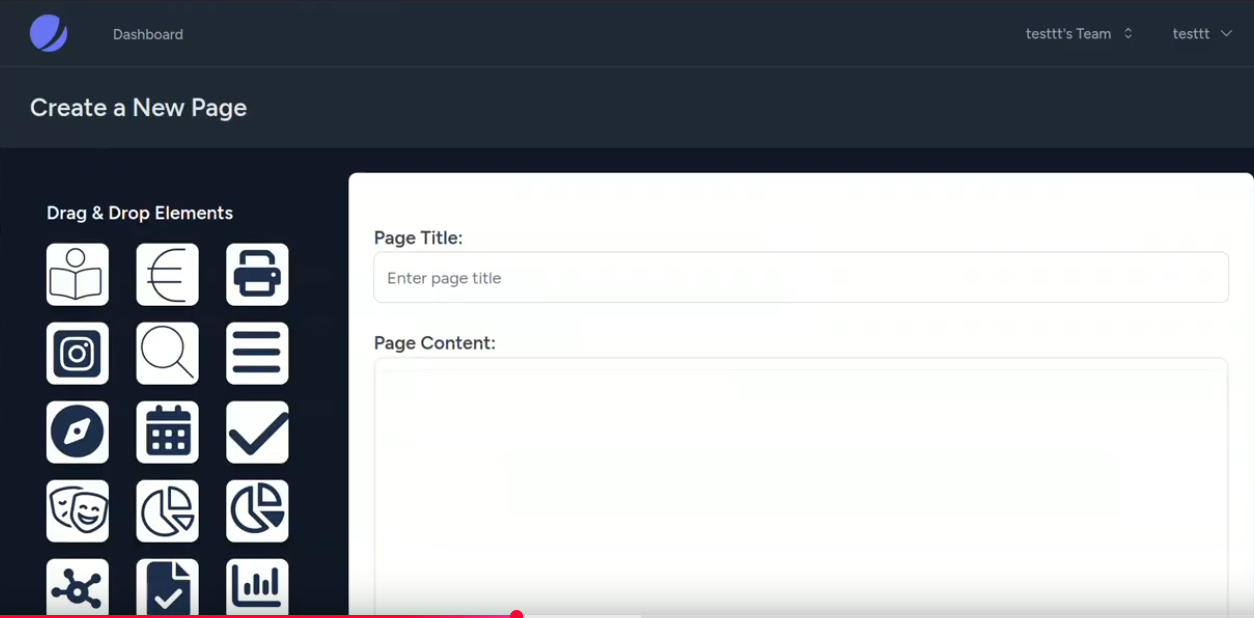 Dashboard
testtt's Team
testtt
Create a New Page
Drag & Drop Elements
Page Title:
Enter page title
Page Content: